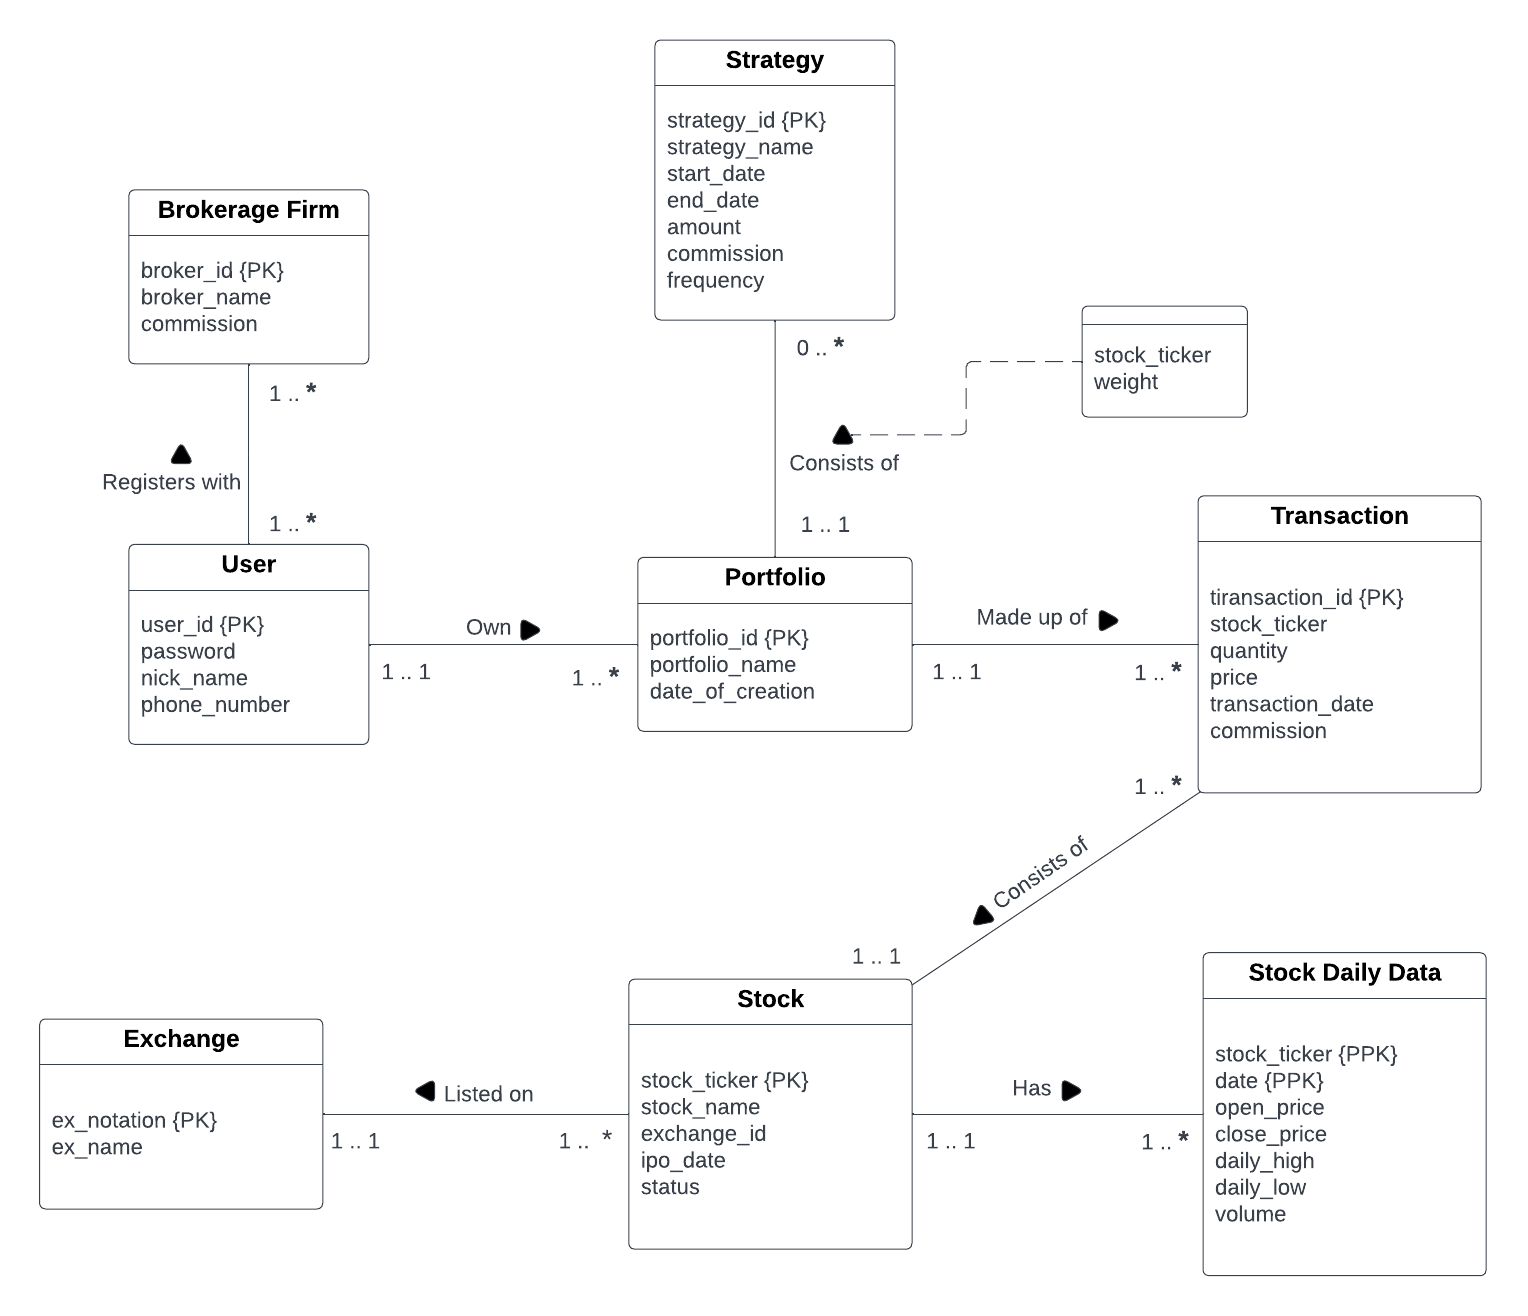 Strategy
strategy_id {PK}
strategy_name
start_date
end_date
amount
commission
frequency
Brokerage Firm
broker_id {PK}
broker_name
commission
0 .. *
stock_ticker
weight
1 .. *
Consists of
Registers with
1 .. *
1 .. 1
User
user_id {PK}
password
nick_name
phone_number
Own
1 .. 1
1 .. *
Portfolio
portfolio_id {PK}
portfolio_name
date_of_creation
Made up of
1 .. 1
1 .. *
Transaction
tiransaction_id {PK}
stock_ticker
quantity
price
transaction_date
commission
1 .. *
Consists of
1 .. 1
Exchange
ex_notation {PK}
ex_name
Listed on
1 .. 1
1 .. *
Stock
stock_ticker {PK}
stock_name
exchange_id
ipo_date
status
Has
1 .. 1
1 .. *
Stock Daily Data
stock_ticker {PPK}
date {PPK}
open_price
close_price
daily_high
daily_low
volume